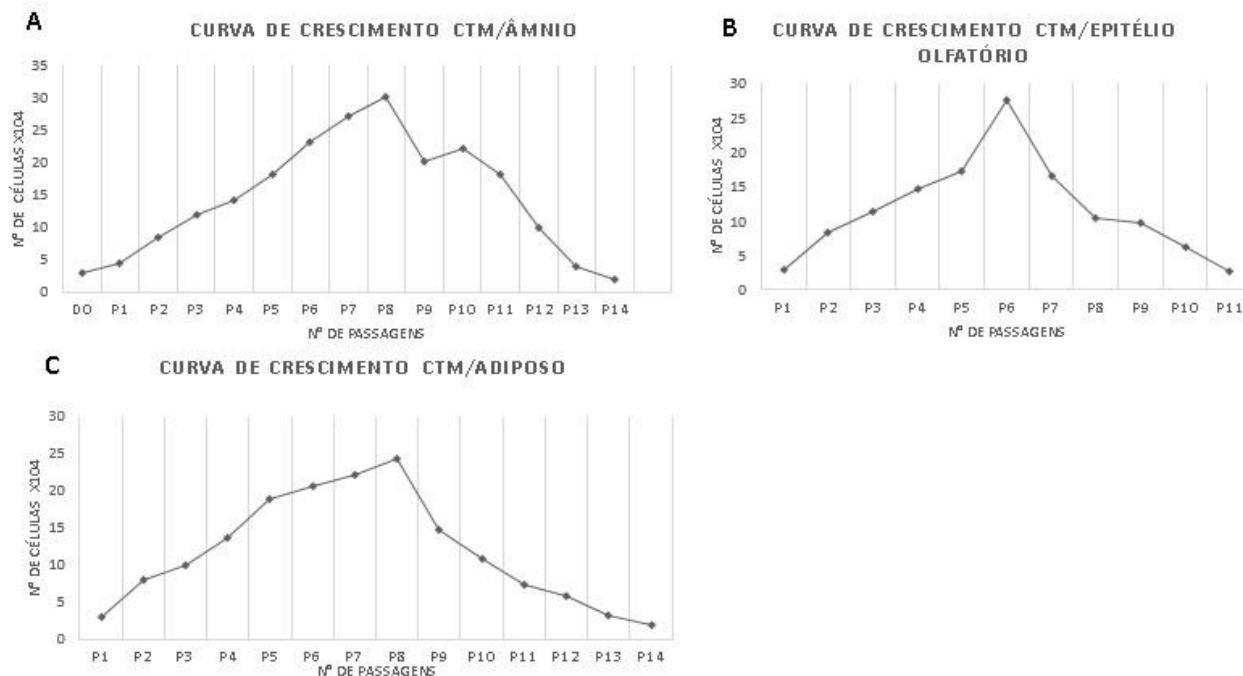 A
CURVA DE CRESCIMENTO CTM/ÂMNIO
Nº DE CÉLULAS X104
35
30
25
20
15
10
5
0
D0 P1 P2 P3 P4 P5 P6 P7 P8 P9 P10 P11 P12 P13 P14
Nº DE PASSAGENS
B
CURVA DE CRESCIMENTO CTM/EPITÉLIO
OLFATÓRIO
Nº DE CÉLULAS X104
30
25
20
15
10
5
0
P1 P2 P3 P4 P5 P6 P7 P8 P9 P10 P11
Nº DE PASSAGENS
C
CURVA DE CRESCIMENTO CTM/ADIPOSO
Nº DE CÉLULAS X104
30
25
20
15
10
5
0
P1 P2 P3 P4 P5 P6 P7 P8 P9 P10 P11 P12 P13 P14
Nº DE PASSAGENS